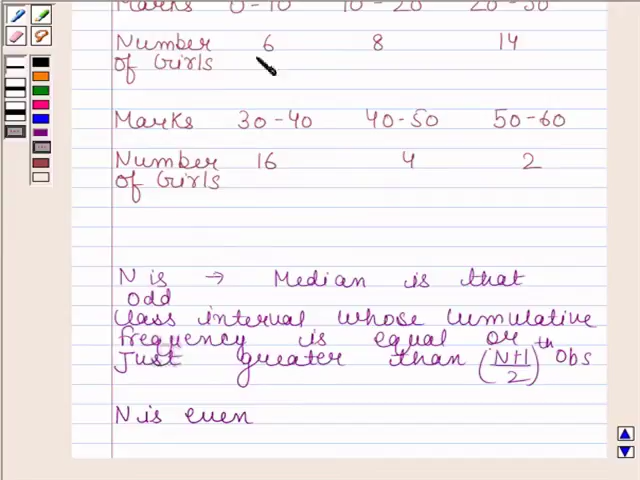 Marks 0-10 10-20 20-30
Number 6 8 14
of Girls
Marks 30-40 40-50 50-60
Number 16 4 2
of Girls
N is → Median is that
odd
Class interval whose cumulative
frequency is equal or
Just greater than (N+1/2)th Obs
N is even